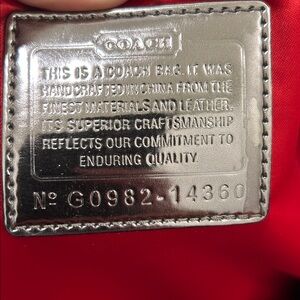 COACH
THIS IS A COACH BAG. IT WAS
HANDCRAFTED IN CHINA FROM THE
FINEST MATERIALS AND LEATHER.
ITS SUPERIOR CRAFTSMANSHIP
REFLECTS OUR COMMITMENT TO
ENDURING QUALITY.
Nº G0982-14360